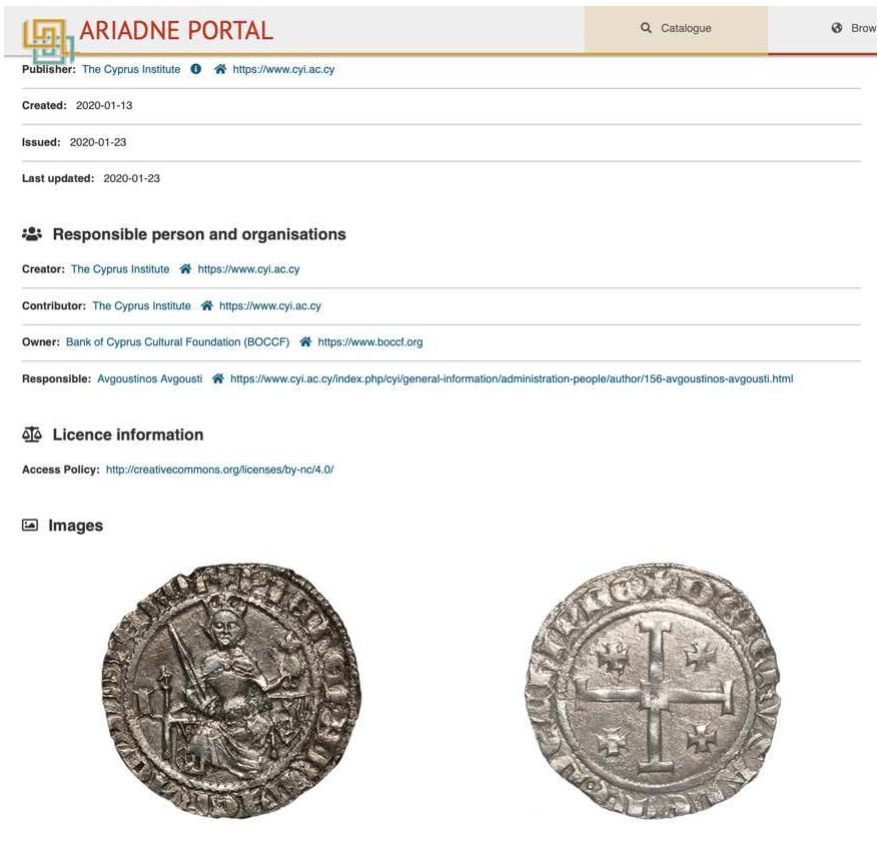 ARIADNE PORTAL
Catalogue
Brow
Publisher: The Cyprus Institute https://www.cyi.ac.cy
Created: 2020-01-13
Issued: 2020-01-23
Last updated: 2020-01-23
Responsible person and organisations
Creator: The Cyprus Institute https://www.cyi.ac.cy
Contributor: The Cyprus Institute https://www.cyi.ac.cy
Owner: Bank of Cyprus Cultural Foundation (BOCCF) https://www.boccf.org
Responsible: Avgoustinos Avgousti https://www.cyi.ac.cy/index.php/cyi/general-information/administration-people/author/156-avgoustinos-avgousti.html
Licence information
Access Policy: http://creativecommons.org/licenses/by-nc/4.0/
Images